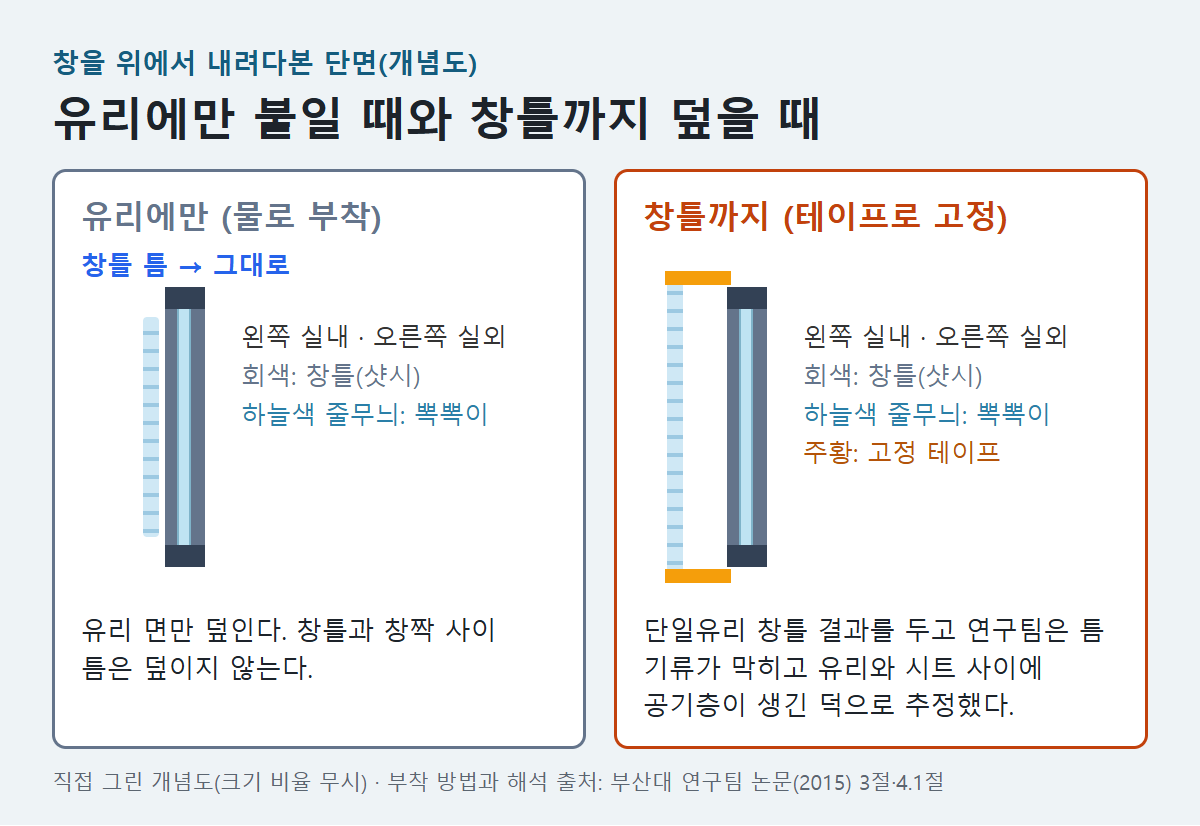 창을 위에서 내려다본 단면(개념도)
유리에만 붙일 때와 창틀까지 덮을 때
유리에만 (물로 부착)
창틀 틈 → 그대로
왼쪽 실내 · 오른쪽 실외
회색: 창틀(샷시)
하늘색 줄무늬: 뽁뽁이
유리 면만 덮인다. 창틀과 창짝 사이
틈은 덮이지 않는다.
창틀까지 (테이프로 고정)
왼쪽 실내 · 오른쪽 실외
회색: 창틀(샷시)
하늘색 줄무늬: 뽁뽁이
주황: 고정 테이프
단일유리 창틀 결과를 두고 연구팀은 틈
기류가 막히고 유리와 시트 사이에
공기층이 생긴 덕으로 추정했다.
직접 그린 개념도(크기 비율 무시) · 부착 방법과 해석 출처: 부산대 연구팀 논문(2015) 3절·4.1절